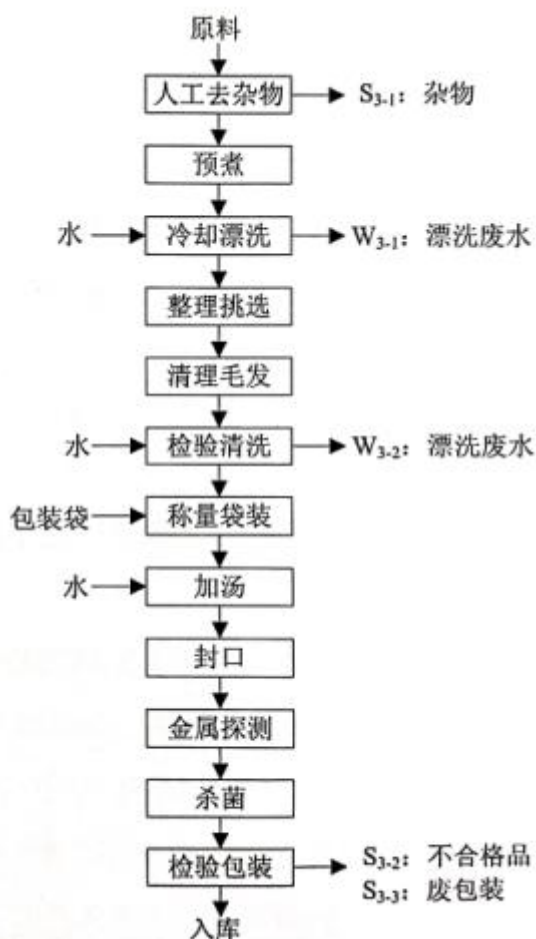 原料
人工去杂物 S3-1：杂物
预煮
水 冷却漂洗 W3-1：漂洗废水
整理挑选
清理毛发
水 检验清洗 W3-2：漂洗废水
包装袋 称量袋装
水 加汤
封口
金属探测
杀菌
检验包装 S3-2：不合格品
S3-3：废包装
入库